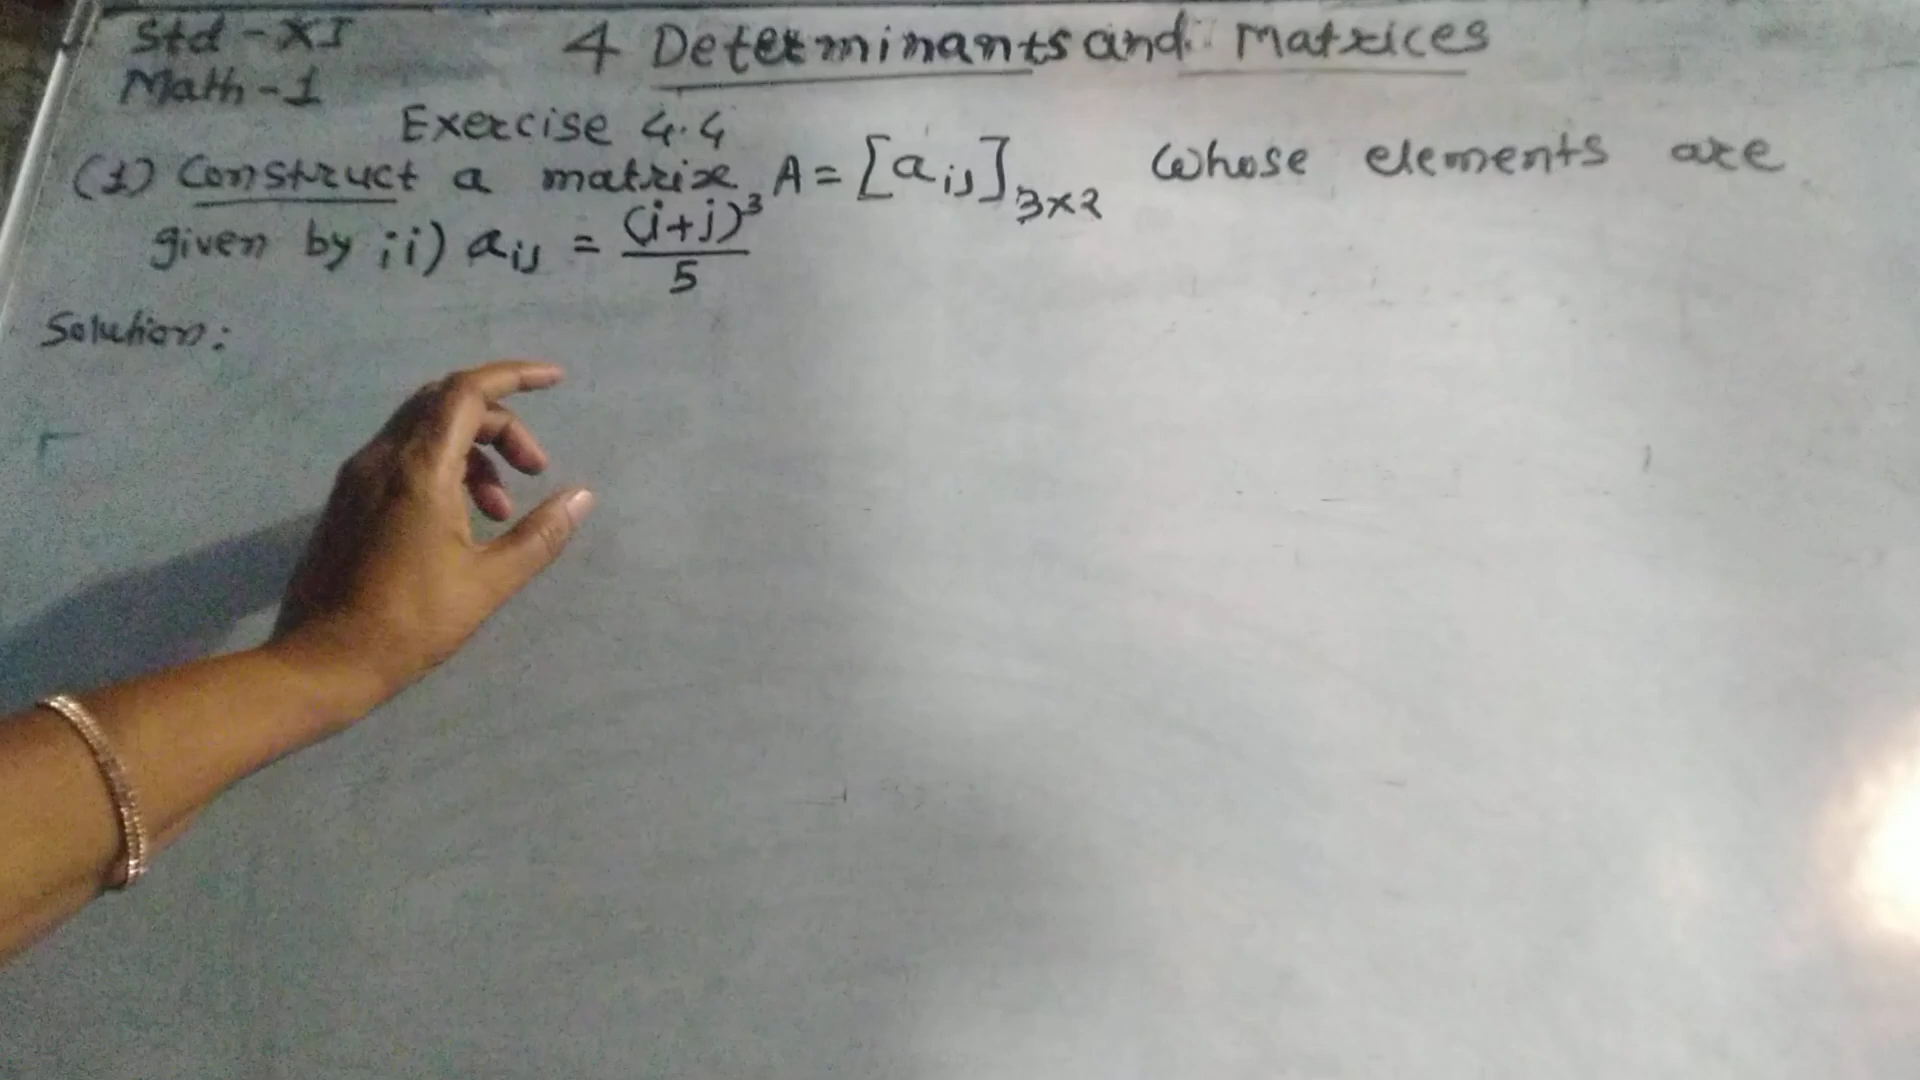 Std - XI
Math - 1
4 Determinants and Matrices
Exercise 4.4
(1) Construct a matrix A = [aij]3×2 whose elements are
given by ii) aij = (i+j)³/5
Solution: